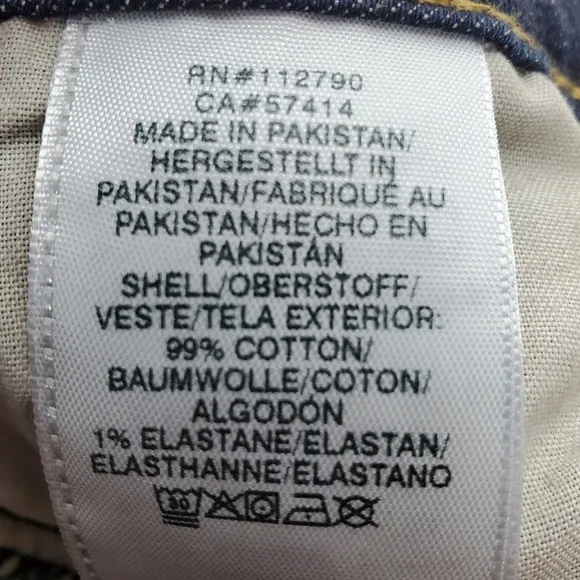 RN#112790
CA#57414
MADE IN PAKISTAN/
HERGESTELLT IN
PAKISTAN/FABRIQUÉ AU
PAKISTAN/HECHO EN
PAKISTÁN
SHELL/OBERSTOFF/
VESTE/TELA EXTERIOR:
99% COTTON/
BAUMWOLLE/COTON/
ALGODÓN
1% ELASTANE/ELASTAN/
ELASTHANNE/ELASTANO
30